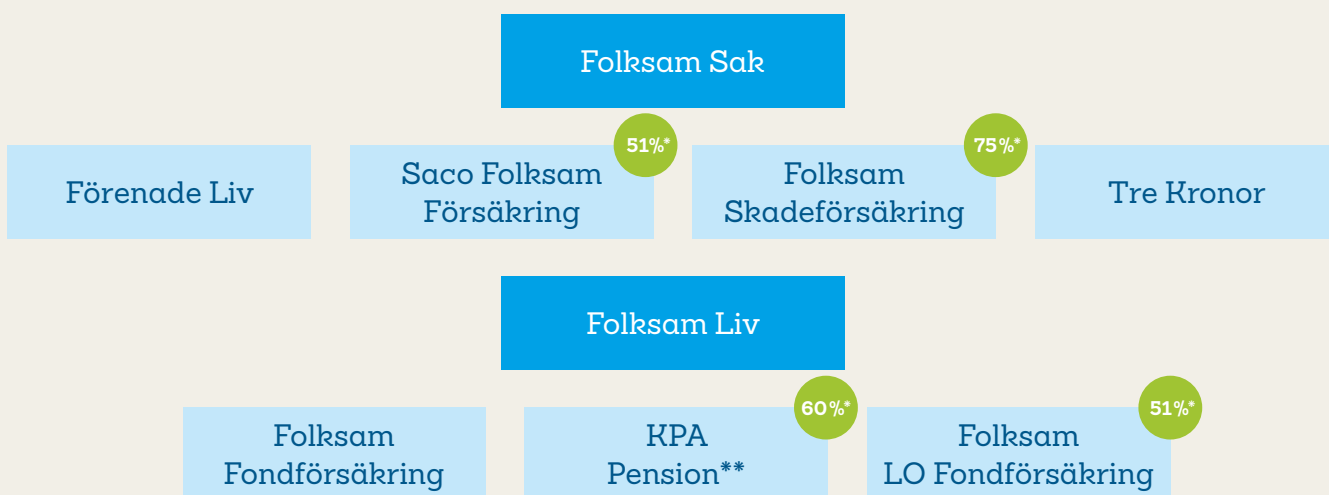 Folksam Sak
Förenade Liv
Saco Folksam
Försäkring
51%*
Folksam
Skadeförsäkring
75%*
Tre Kronor
Folksam Liv
Folksam
Fondförsäkring
KPA
Pension**
60%*
Folksam
LO Fondförsäkring
51%*